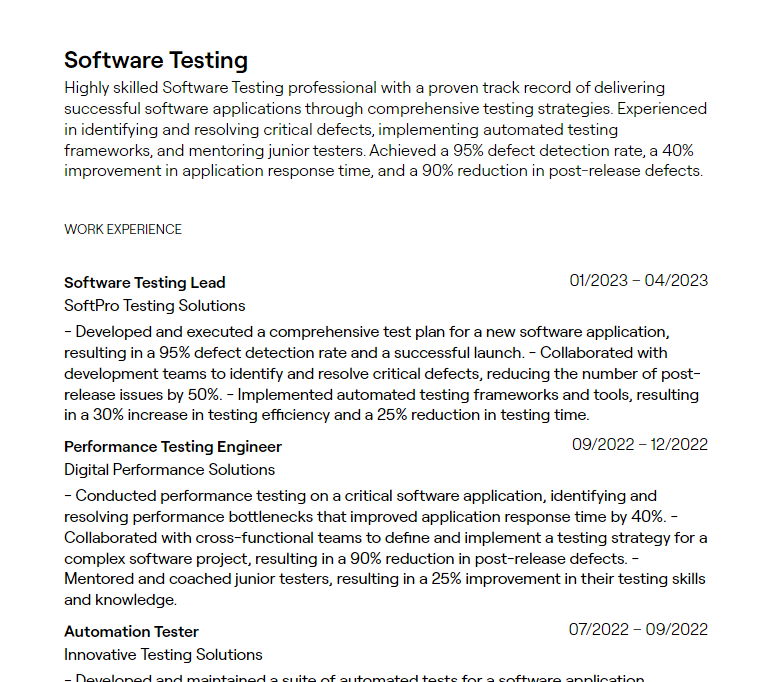 Software Testing
Highly skilled Software Testing professional with a proven track record of delivering
successful software applications through comprehensive testing strategies. Experienced
in identifying and resolving critical defects, implementing automated testing
frameworks, and mentoring junior testers. Achieved a 95% defect detection rate, a 40%
improvement in application response time, and a 90% reduction in post-release defects.
WORK EXPERIENCE
Software Testing Lead 01/2023 – 04/2023
SoftPro Testing Solutions
- Developed and executed a comprehensive test plan for a new software application,
resulting in a 95% defect detection rate and a successful launch. - Collaborated with
development teams to identify and resolve critical defects, reducing the number of post-
release issues by 50%. - Implemented automated testing frameworks and tools, resulting
in a 30% increase in testing efficiency and a 25% reduction in testing time.
Performance Testing Engineer 09/2022 – 12/2022
Digital Performance Solutions
- Conducted performance testing on a critical software application, identifying and
resolving performance bottlenecks that improved application response time by 40%. -
Collaborated with cross-functional teams to define and implement a testing strategy for a
complex software project, resulting in a 90% reduction in post-release defects. -
Mentored and coached junior testers, resulting in a 25% improvement in their testing skills
and knowledge.
Automation Tester 07/2022 – 09/2022
Innovative Testing Solutions
- Developed and maintained a suite of automated tests for a software application